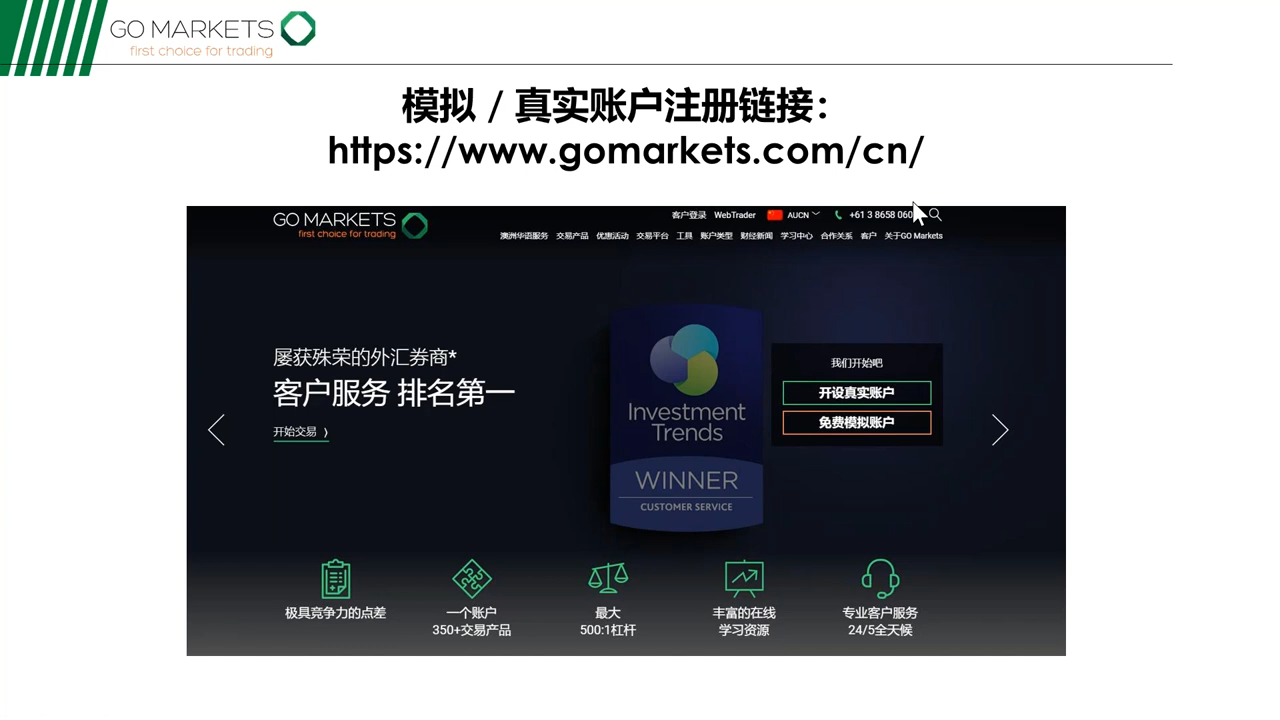 GO MARKETS
first choice for trading
模拟 / 真实账户注册链接：
https://www.gomarkets.com/cn/
GO MARKETS
first choice for trading
客户登录 WebTrader AUCN +61 3 8658 060
澳洲华语服务 交易产品 优惠活动 交易平台 工具 账户类型 财经新闻 学习中心 合作关系 客户 关于GO Markets
屡获殊荣的外汇券商*
客户服务 排名第一
开始交易 ⟩
Investment
Trends
WINNER
CUSTOMER SERVICE
我们开始吧
开设真实账户
免费模拟账户
极具竞争力的点差
一个账户
350+交易产品
最大
500:1杠杆
丰富的在线
学习资源
专业客户服务
24/5全天候